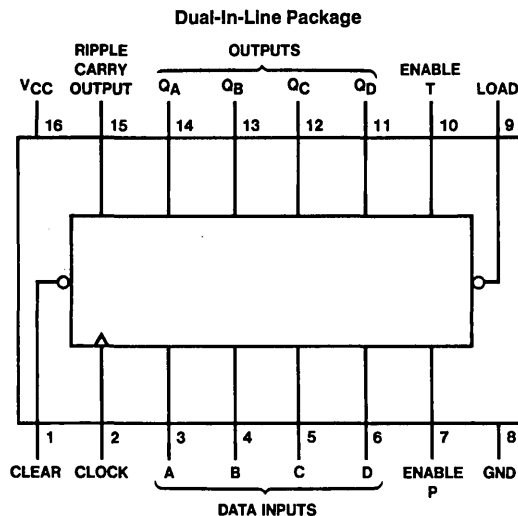 Dual-In-Line Package
RIPPLE
CARRY
OUTPUT
OUTPUTS
ENABLE
T
VCC
QA
QB
QC
QD
LOAD
16
15
14
13
12
11
10
9
1
2
3
4
5
6
7
8
CLEAR
CLOCK
A
B
C
D
ENABLE
P
GND
DATA INPUTS